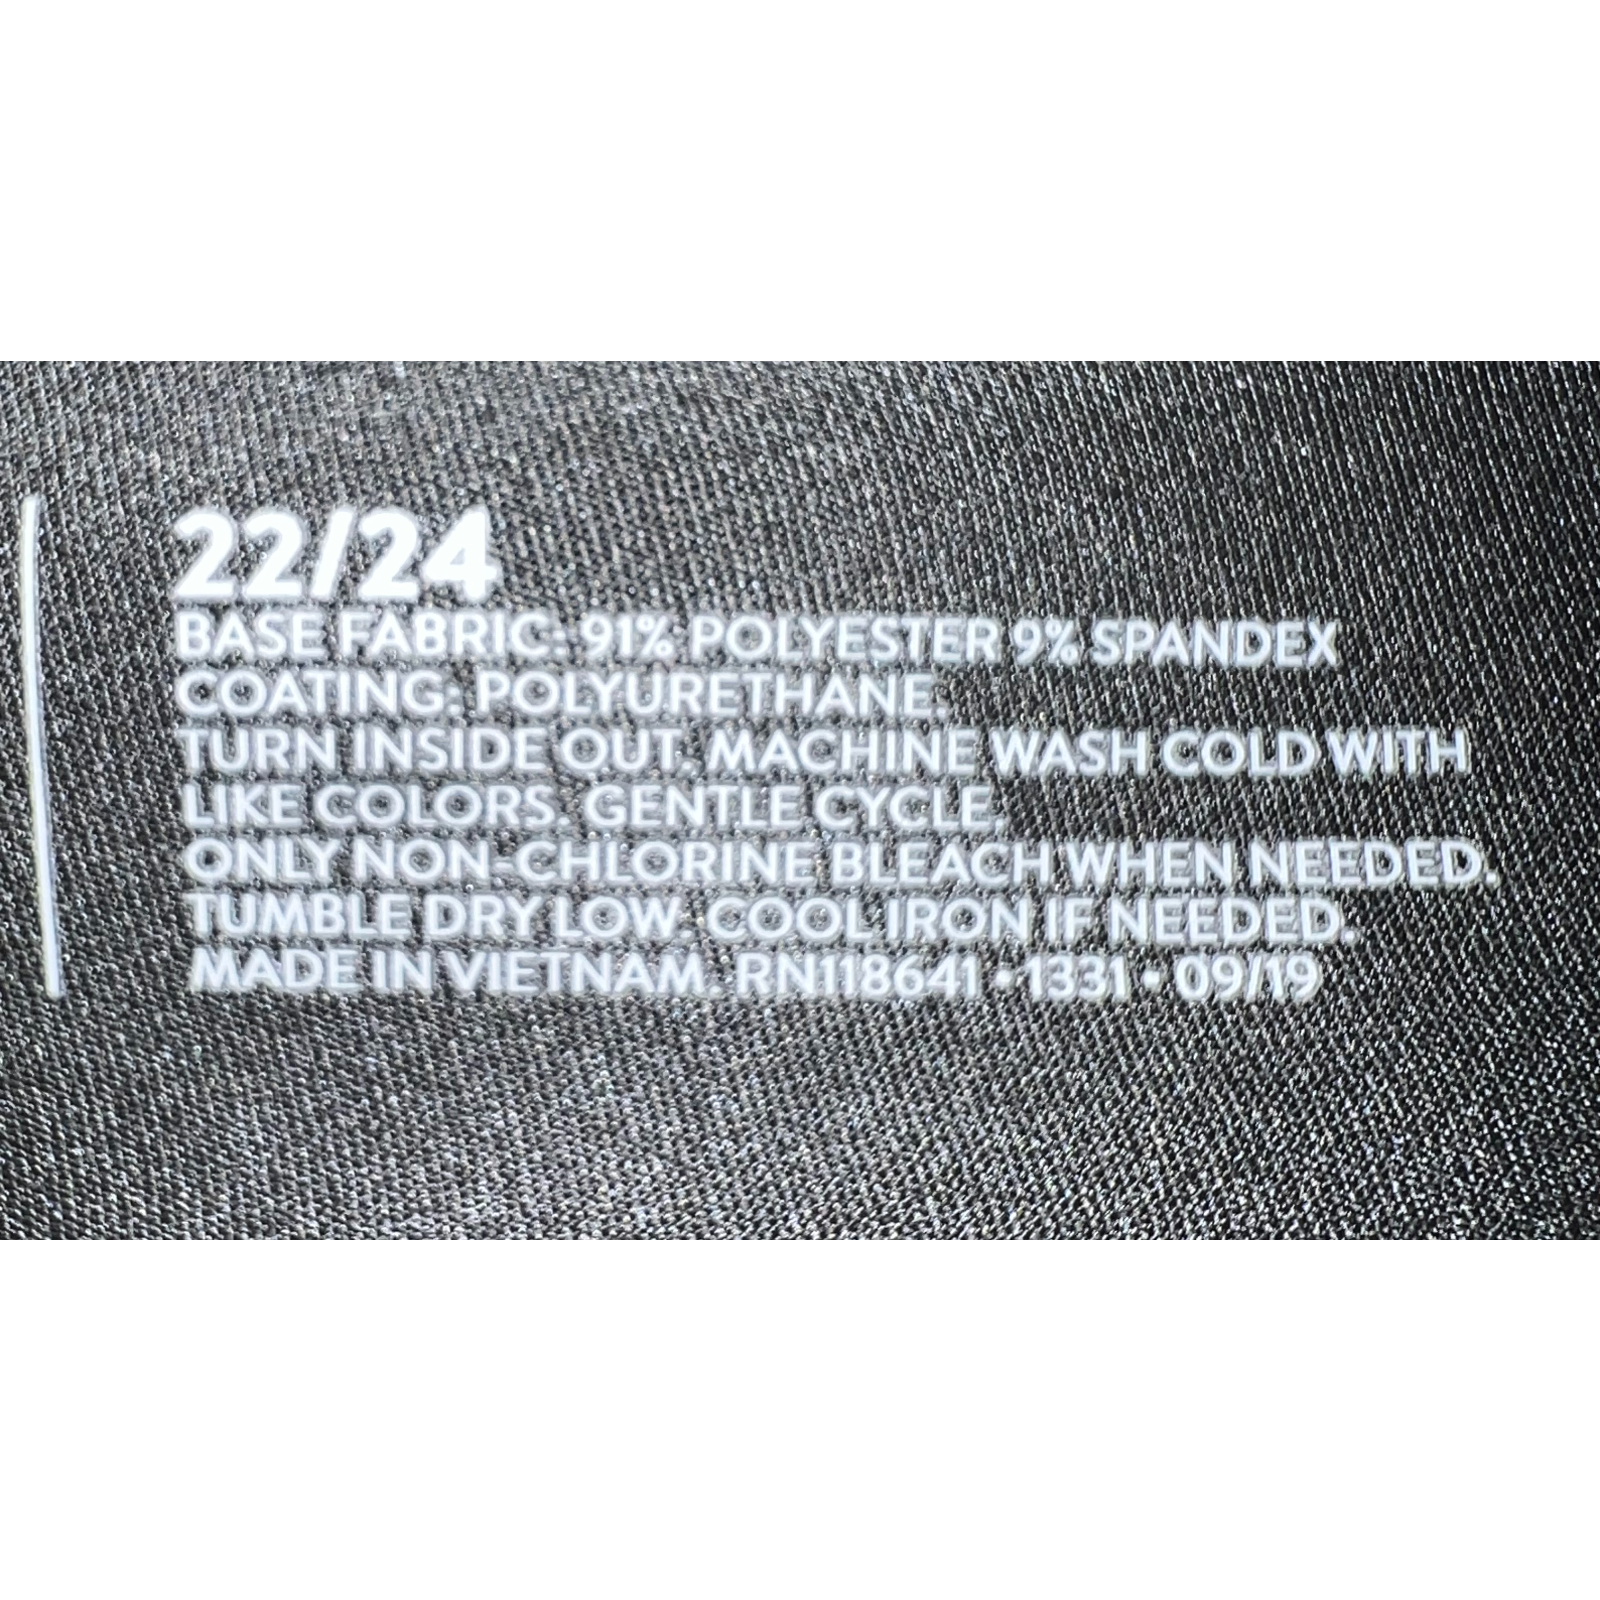 22/24
BASE FABRIC: 91% POLYESTER 9% SPANDEX
COATING: POLYURETHANE.
TURN INSIDE OUT. MACHINE WASH COLD WITH
LIKE COLORS. GENTLE CYCLE.
ONLY NON-CHLORINE BLEACH WHEN NEEDED.
TUMBLE DRY LOW. COOL IRON IF NEEDED.
MADE IN VIETNAM. RN118641 • 1331 • 09/19